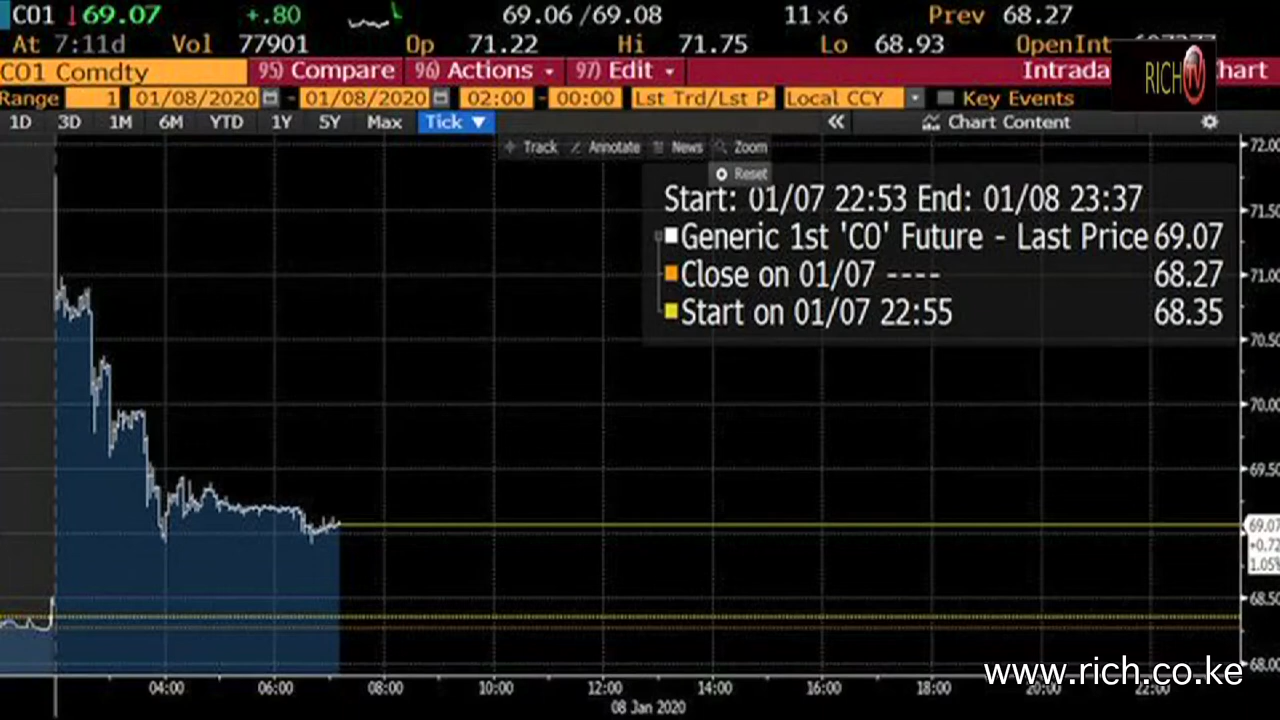 CO1 ↓69.07 +.80 69.06 /69.08 11x6 Prev 68.27
At 7:11d Vol 77901 Op 71.22 Hi 71.75 Lo 68.93 OpenInt
CO1 Comdty 95) Compare 96) Actions 97) Edit Intrada hart
RICH TV
Range 1 01/08/2020 - 01/08/2020 02:00 - 00:00 Lst Trd/Lst P Local CCY Key Events
1D 3D 1M 6M YTD 1Y 5Y Max Tick ▼ « Chart Content
Track Annotate News Zoom
Reset
Start: 01/07 22:53 End: 01/08 23:37
Generic 1st 'CO' Future - Last Price 69.07
Close on 01/07 ---- 68.27
Start on 01/07 22:55 68.35
72.00
71.50
71.00
70.50
70.00
69.50
69.07
+0.72
1.05%
68.50
68.00
www.rich.co.ke
04:00 06:00 08:00 10:00 12:00 14:00 16:00 18:00 20:00 22:00
08 Jan 2020